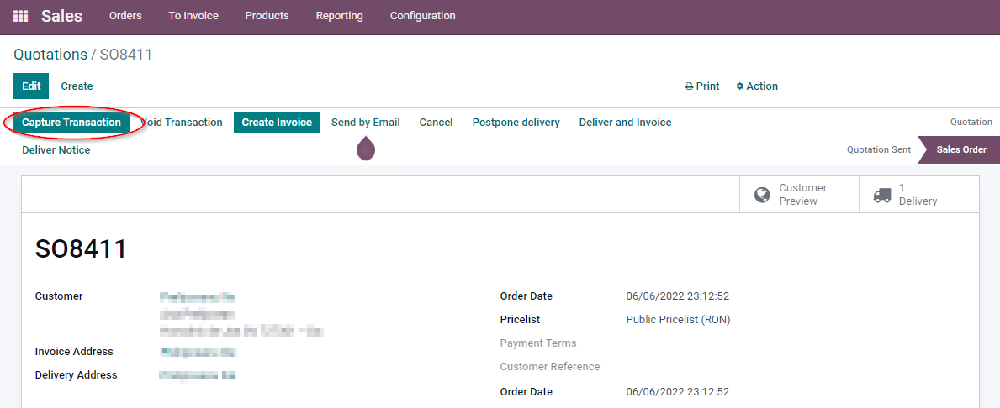 Sales Orders To Invoice Products Reporting Configuration
Quotations / SO8411
Edit Create Print Action
Capture Transaction Void Transaction Create Invoice Send by Email Cancel Postpone delivery Deliver and Invoice Quotation
Deliver Notice Quotation Sent Sales Order
Customer Preview
1 Delivery
SO8411
Customer
Order Date 06/06/2022 23:12:52
Pricelist Public Pricelist (RON)
Payment Terms
Invoice Address
Customer Reference
Delivery Address
Order Date 06/06/2022 23:12:52